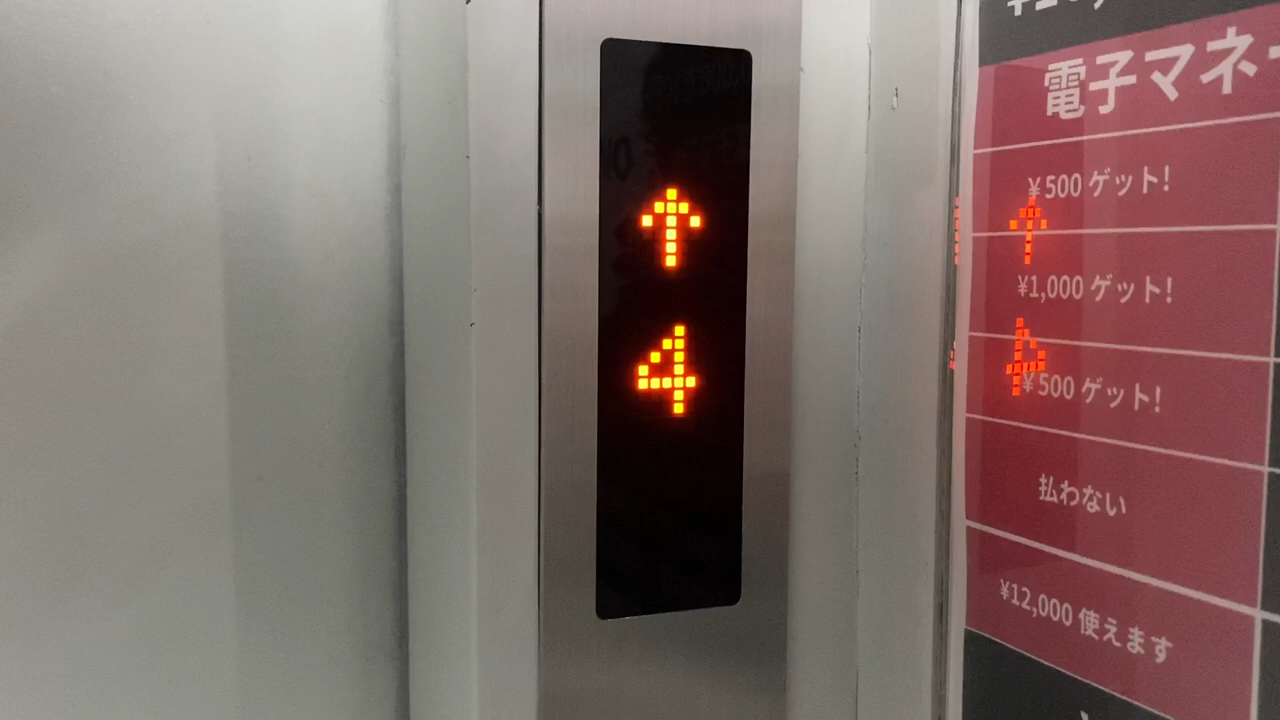 ↑
4
電子マネー
¥500 ゲット!
¥1,000 ゲット!
¥500 ゲット!
払わない
¥12,000 使えます